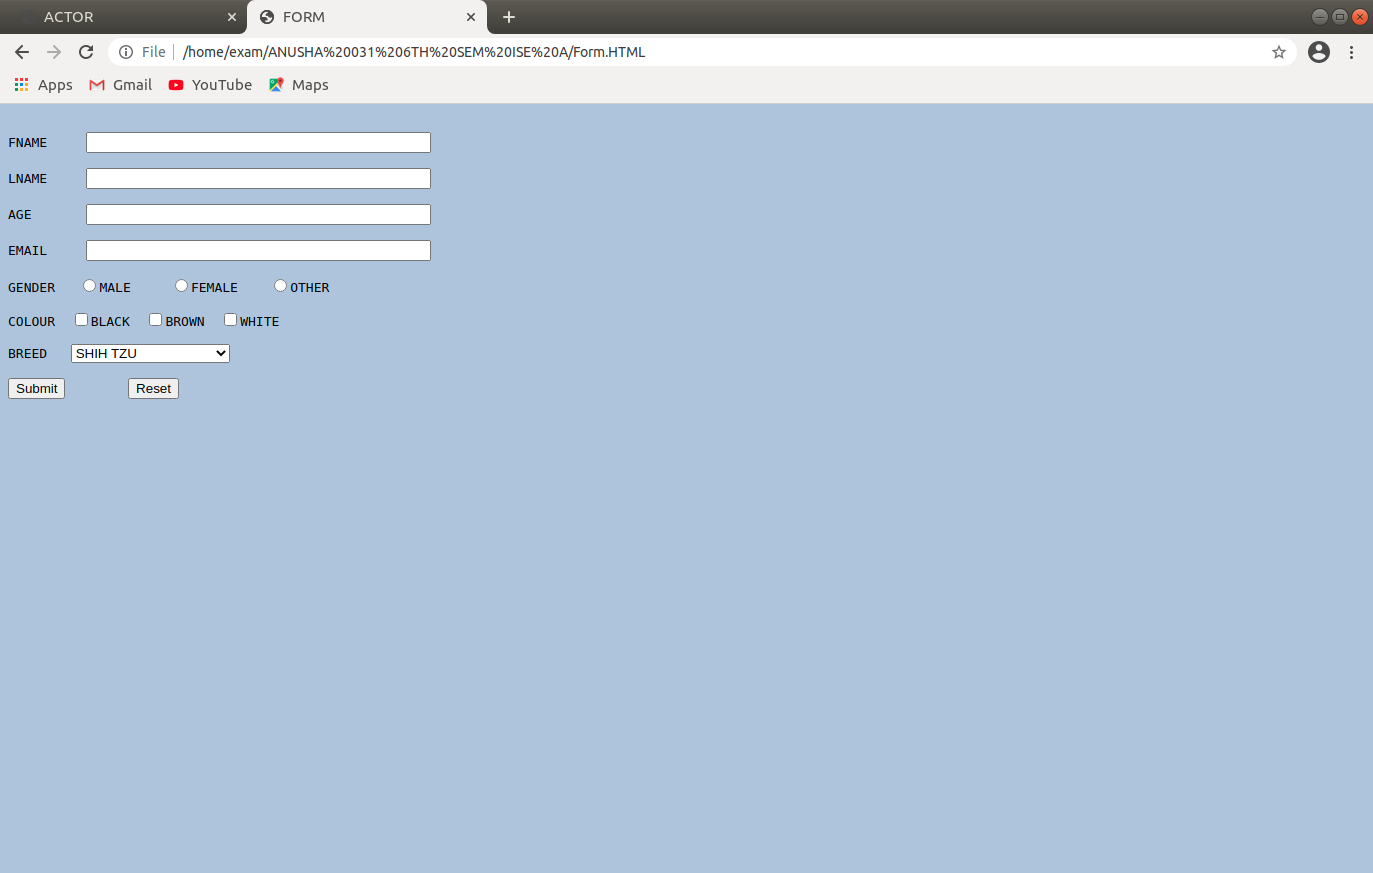 ACTOR FORM
File /home/exam/ANUSHA%20031%206TH%20SEM%20ISE%20A/Form.HTML
Apps Gmail YouTube Maps
FNAME
LNAME
AGE
EMAIL
GENDER MALE FEMALE OTHER
COLOUR BLACK BROWN WHITE
BREED SHIH TZU
Submit Reset